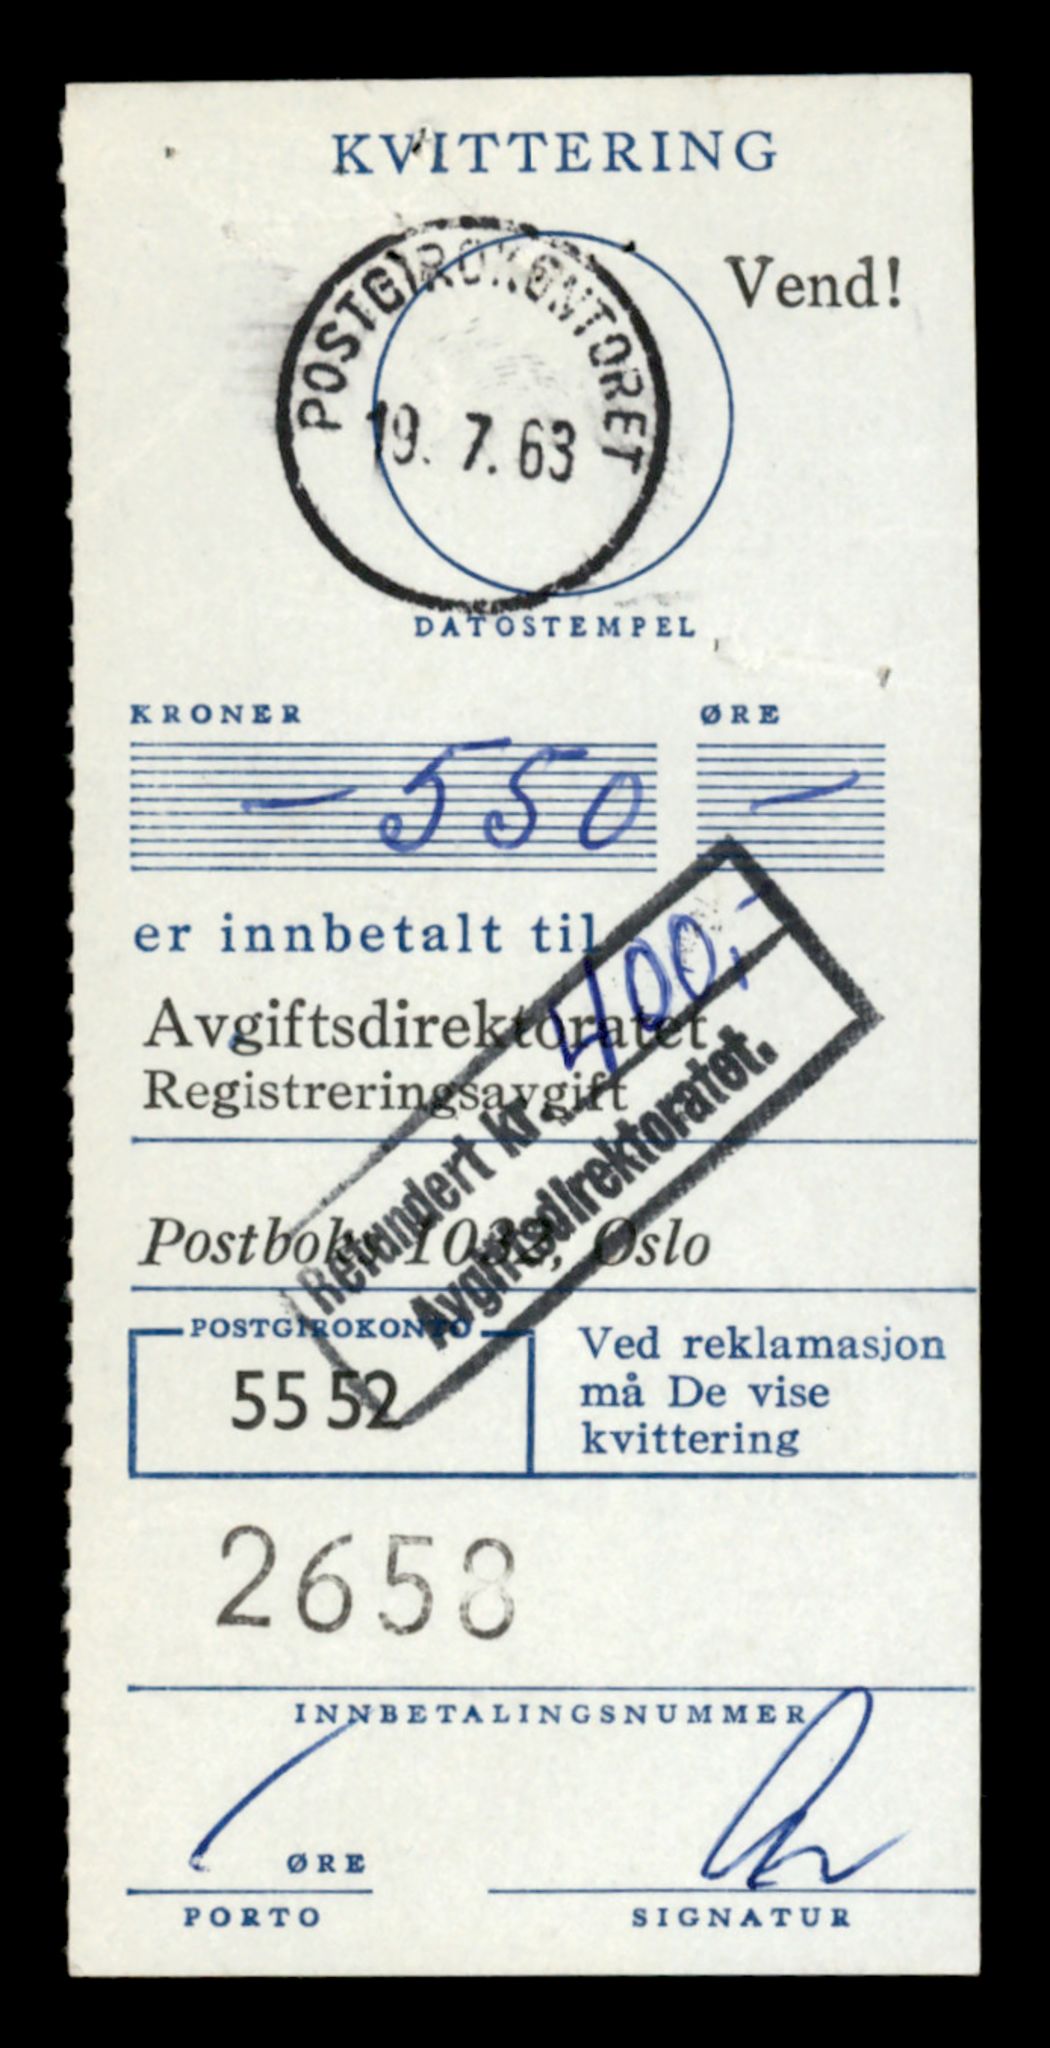 KVITTERING
Vend!
POSTGIROKONTORET
19. 7. 63
DATOSTEMPEL
KRONER ØRE
— 550 —
er innbetalt til
Avgiftsdirektoratet
Registreringsavgift
Refundert kr. 400,-
Avgiftsdirektoratet.
Postboks 1032, Oslo
POSTGIROKONTO
55 52
Ved reklamasjon
må De vise
kvittering
2658
INNBETALINGSNUMMER
ØRE
PORTO SIGNATUR